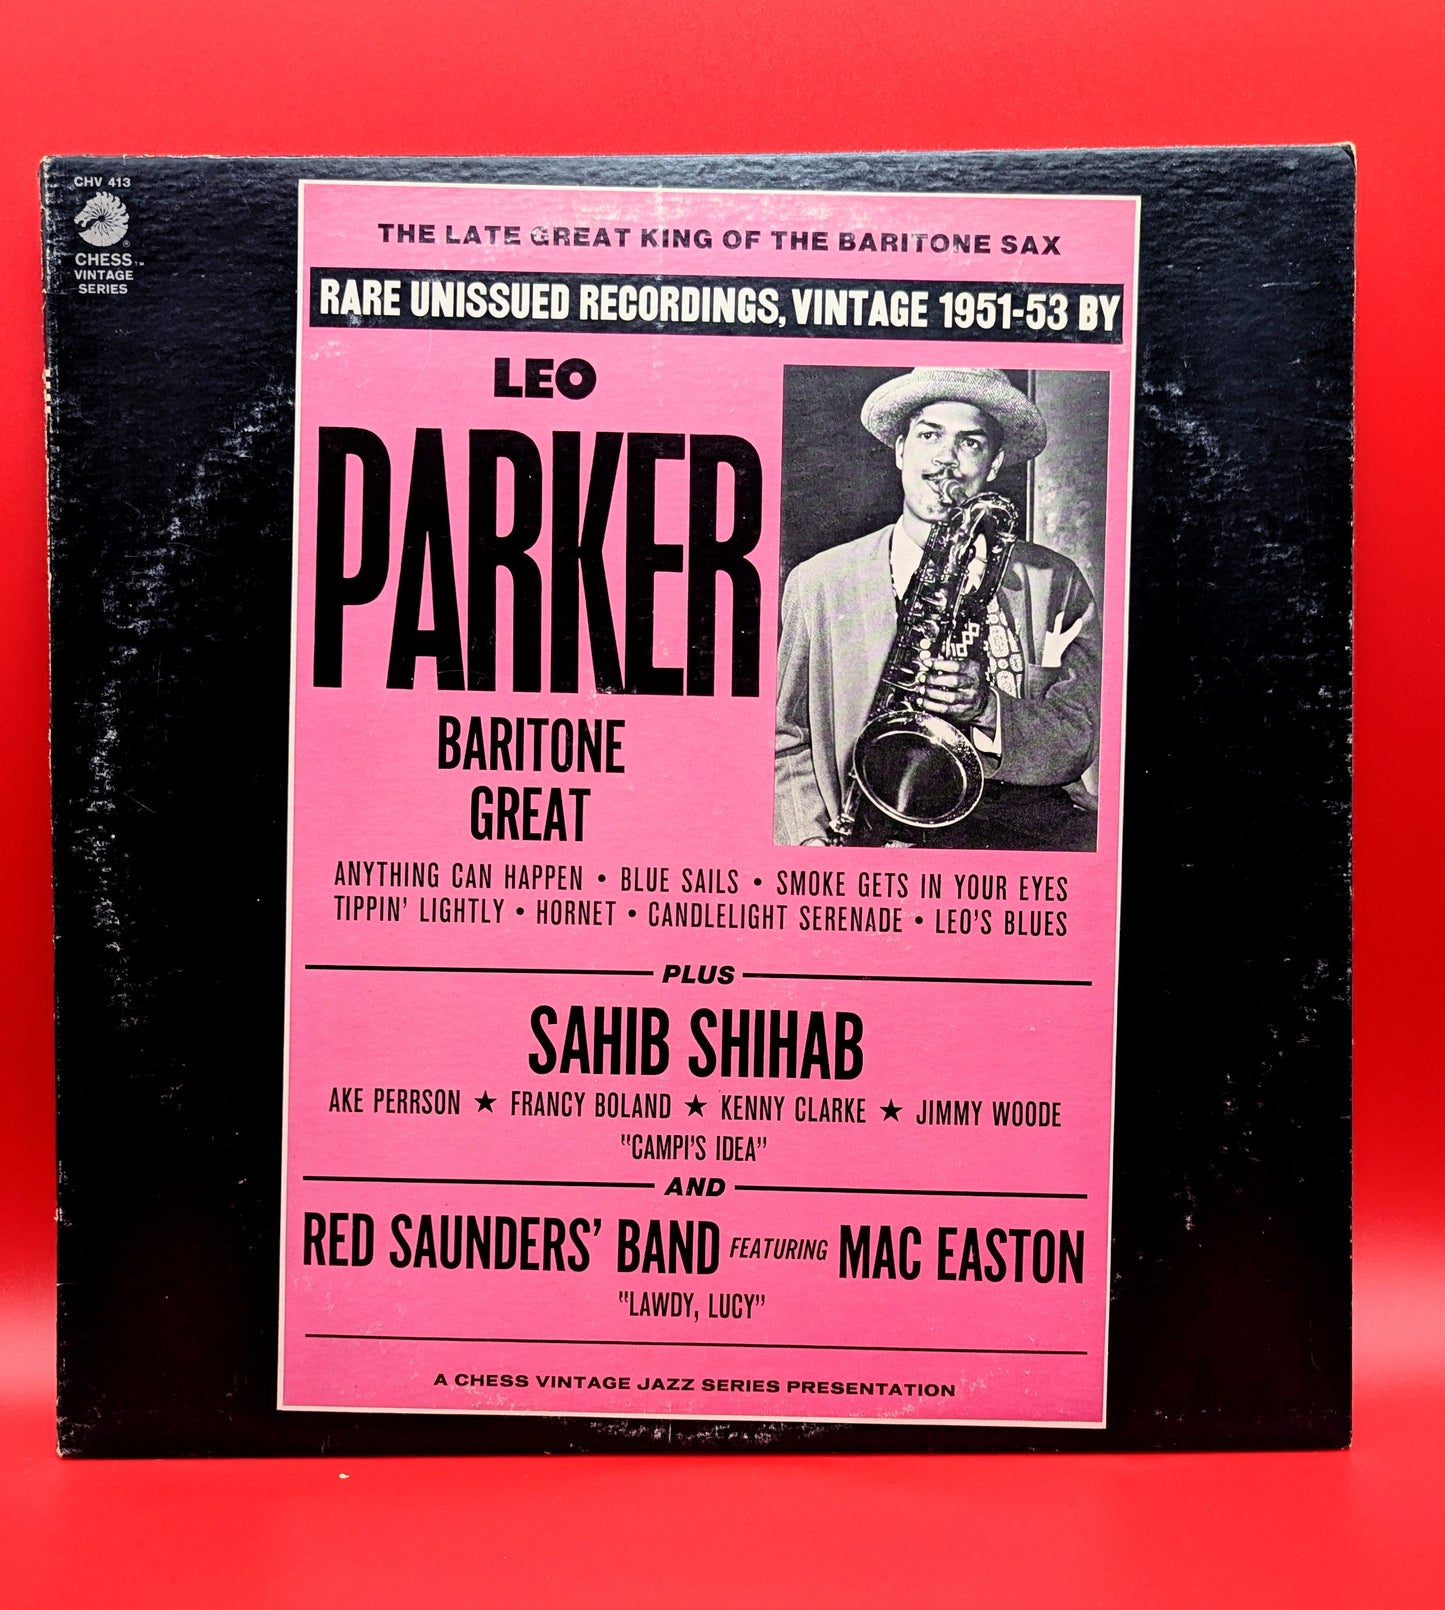 CHV 413
®
CHESS™
VINTAGE
SERIES
THE LATE GREAT KING OF THE BARITONE SAX
RARE UNISSUED RECORDINGS, VINTAGE 1951-53 BY
LEO
PARKER
BARITONE
GREAT
ANYTHING CAN HAPPEN • BLUE SAILS • SMOKE GETS IN YOUR EYES
TIPPIN' LIGHTLY • HORNET • CANDLELIGHT SERENADE • LEO'S BLUES
PLUS
SAHIB SHIHAB
AKE PERRSON ★ FRANCY BOLAND ★ KENNY CLARKE ★ JIMMY WOODE
"CAMPI'S IDEA"
AND
RED SAUNDERS' BAND FEATURING MAC EASTON
"LAWDY, LUCY"
A CHESS VINTAGE JAZZ SERIES PRESENTATION